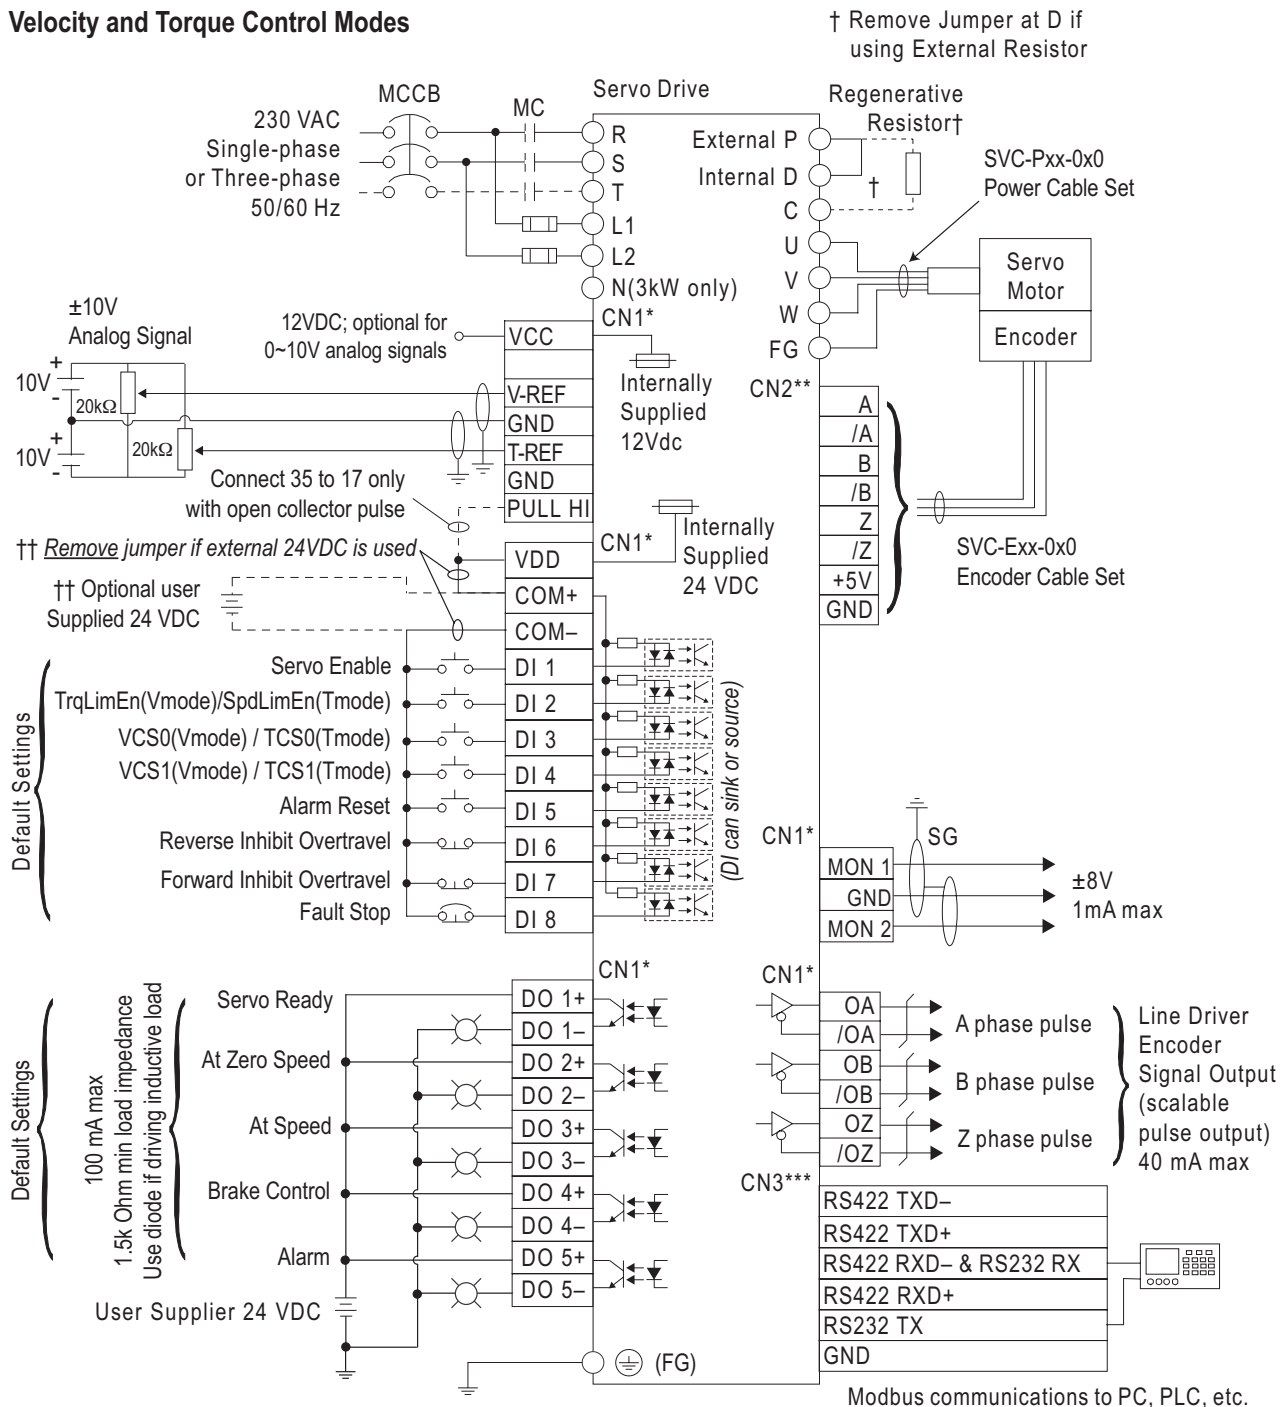 Velocity and Torque Control Modes
† Remove Jumper at D if
using External Resistor
MCCB
MC
Servo Drive
Regenerative
Resistor†
230 VAC
Single-phase
or Three-phase
50/60 Hz
R
S
T
L1
L2
N(3kW only)
External P
Internal D
C
U
V
W
FG
†
SVC-Pxx-0x0
Power Cable Set
Servo
Motor
Encoder
±10V
Analog Signal
+
10V
-
20kΩ
+
10V
-
20kΩ
12VDC; optional for
0~10V analog signals
CN1*
VCC
V-REF
GND
T-REF
GND
PULL HI
Internally
Supplied
12Vdc
Connect 35 to 17 only
with open collector pulse
†† Remove jumper if external 24VDC is used
†† Optional user
Supplied 24 VDC
CN1*
VDD
COM+
COM–
Internally
Supplied
24 VDC
CN2**
A
/A
B
/B
Z
/Z
+5V
GND
SVC-Exx-0x0
Encoder Cable Set
Default Settings
Servo Enable
DI 1
TrqLimEn(Vmode)/SpdLimEn(Tmode)
DI 2
VCS0(Vmode) / TCS0(Tmode)
DI 3
VCS1(Vmode) / TCS1(Tmode)
DI 4
Alarm Reset
DI 5
Reverse Inhibit Overtravel
DI 6
Forward Inhibit Overtravel
DI 7
Fault Stop
DI 8
(DI can sink or source)
CN1*
SG
MON 1
GND
MON 2
±8V
1mA max
Default Settings
100 mA max
1.5k Ohm min load impedance
Use diode if driving inductive load
CN1*
Servo Ready
DO 1+
DO 1–
At Zero Speed
DO 2+
DO 2–
At Speed
DO 3+
DO 3–
Brake Control
DO 4+
DO 4–
Alarm
DO 5+
DO 5–
User Supplier 24 VDC
(FG)
CN1*
OA
/OA
OB
/OB
OZ
/OZ
A phase pulse
B phase pulse
Z phase pulse
Line Driver
Encoder
Signal Output
(scalable
pulse output)
40 mA max
CN3***
RS422 TXD–
RS422 TXD+
RS422 RXD– & RS232 RX
RS422 RXD+
RS232 TX
GND
Modbus communications to PC, PLC, etc.